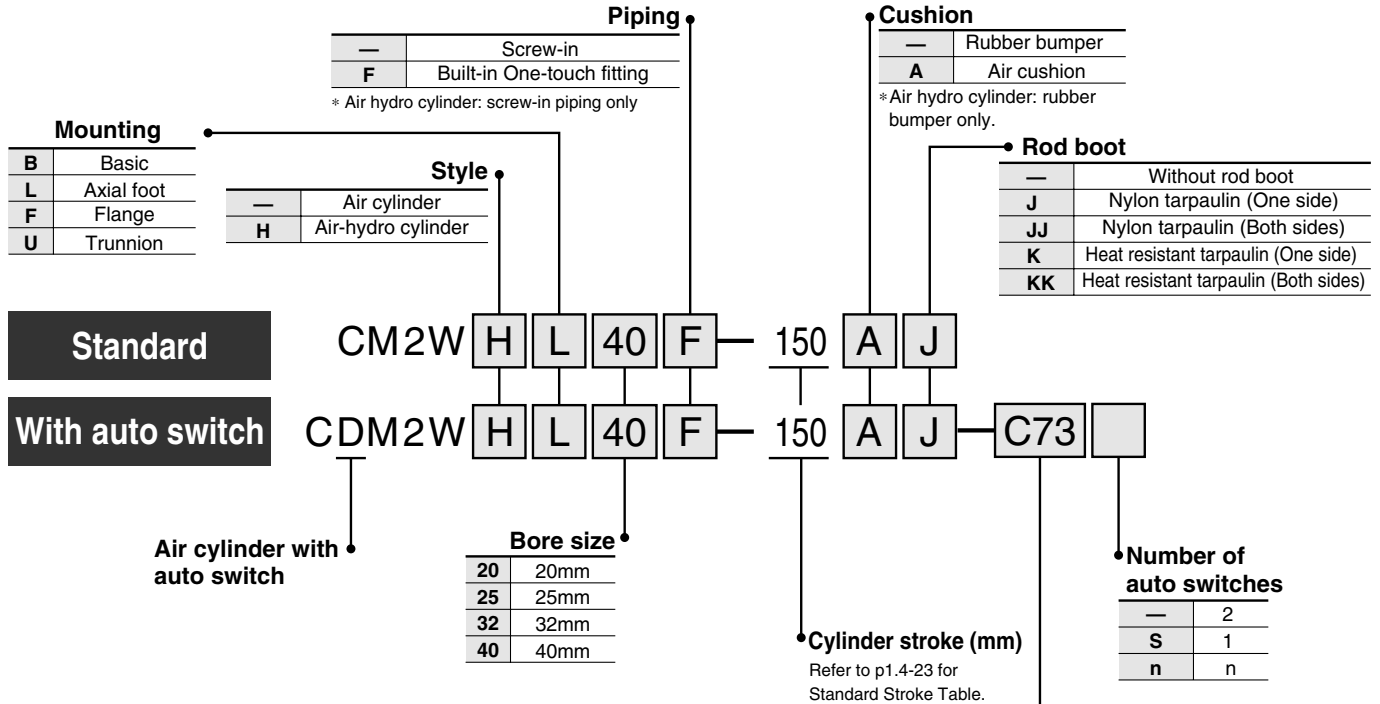 Piping
— Screw-in
F Built-in One-touch fitting
* Air hydro cylinder: screw-in piping only
Cushion
— Rubber bumper
A Air cushion
* Air hydro cylinder: rubber
bumper only.
Mounting
B Basic
L Axial foot
F Flange
U Trunnion
Style
— Air cylinder
H Air-hydro cylinder
Rod boot
— Without rod boot
J Nylon tarpaulin (One side)
JJ Nylon tarpaulin (Both sides)
K Heat resistant tarpaulin (One side)
KK Heat resistant tarpaulin (Both sides)
Standard CM2W H L 40 F — 150 A J
With auto switch CDM2W H L 40 F — 150 A J — C73
Air cylinder with
auto switch
Bore size
20 20mm
25 25mm
32 32mm
40 40mm
Cylinder stroke (mm)
Refer to p1.4-23 for
Standard Stroke Table.
Number of
auto switches
— 2
S 1
n n